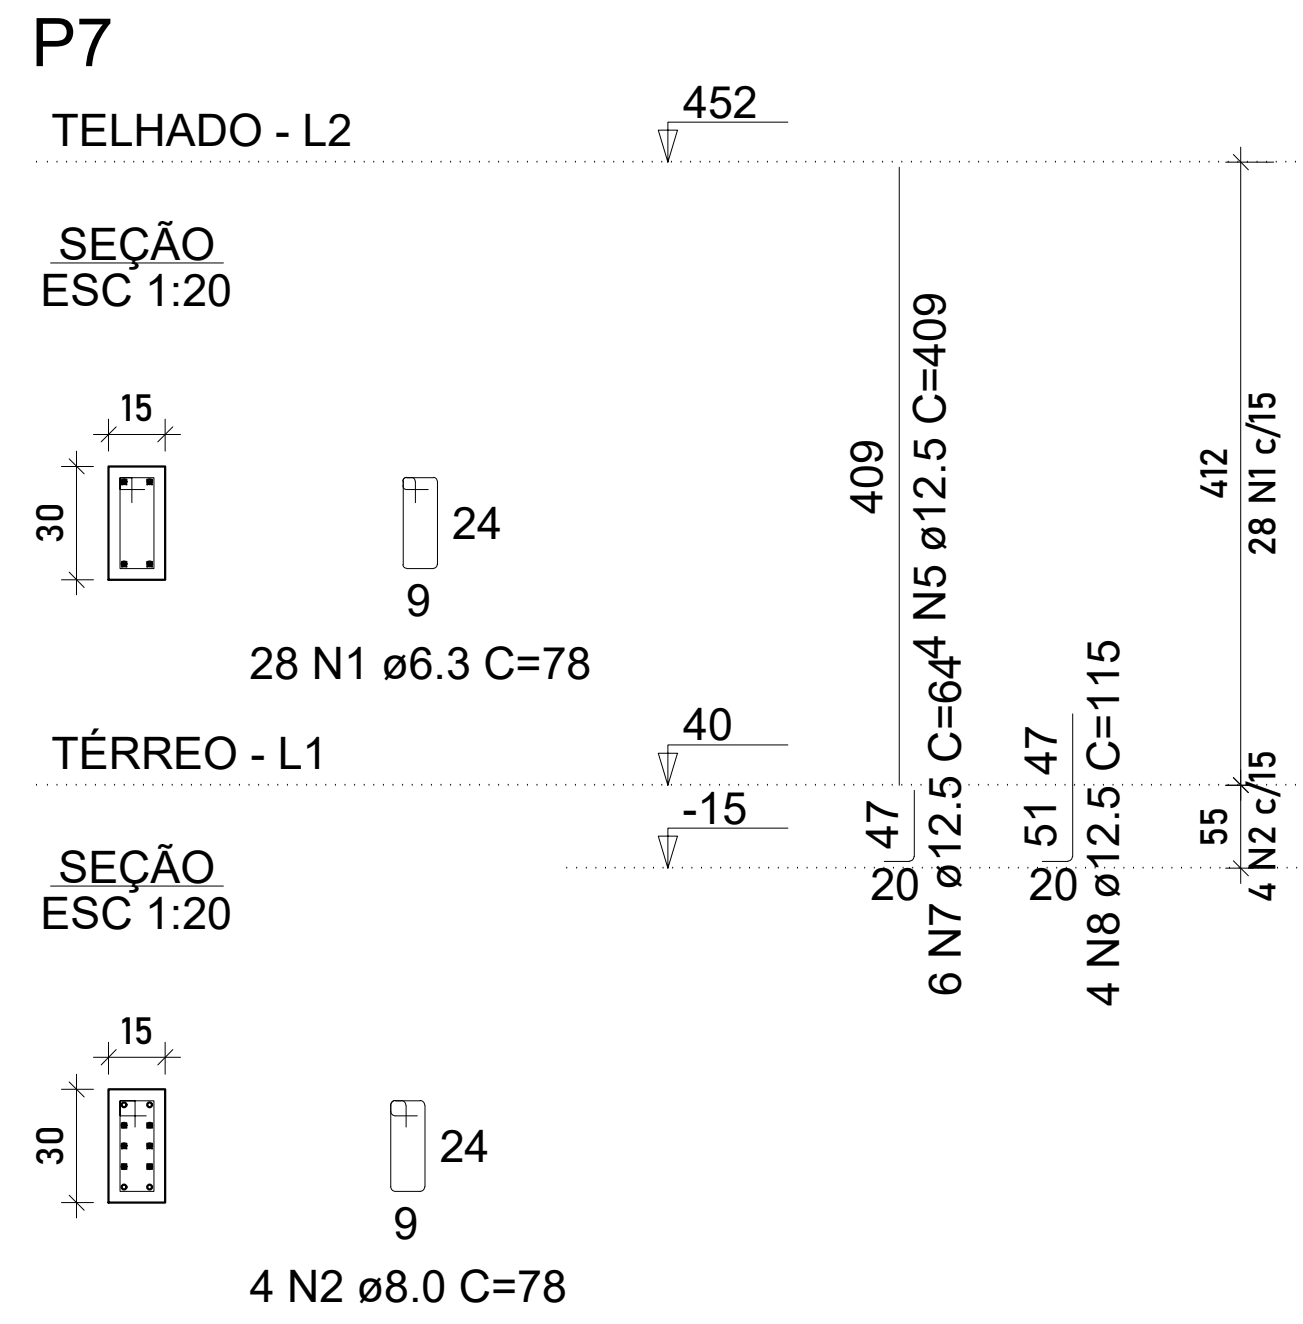 P7
TELHADO - L2
452
SEÇÃO
ESC 1:20
15
30
24
9
28 N1 ø6.3 C=78
409
4 N5 ø12.5 C=409
412
28 N1 c/15
TÉRREO - L1
40
-15
47
20
6 N7 ø12.5 C=64
51 47
20
4 N8 ø12.5 C=115
55
4 N2 c/15
SEÇÃO
ESC 1:20
15
30
24
9
4 N2 ø8.0 C=78